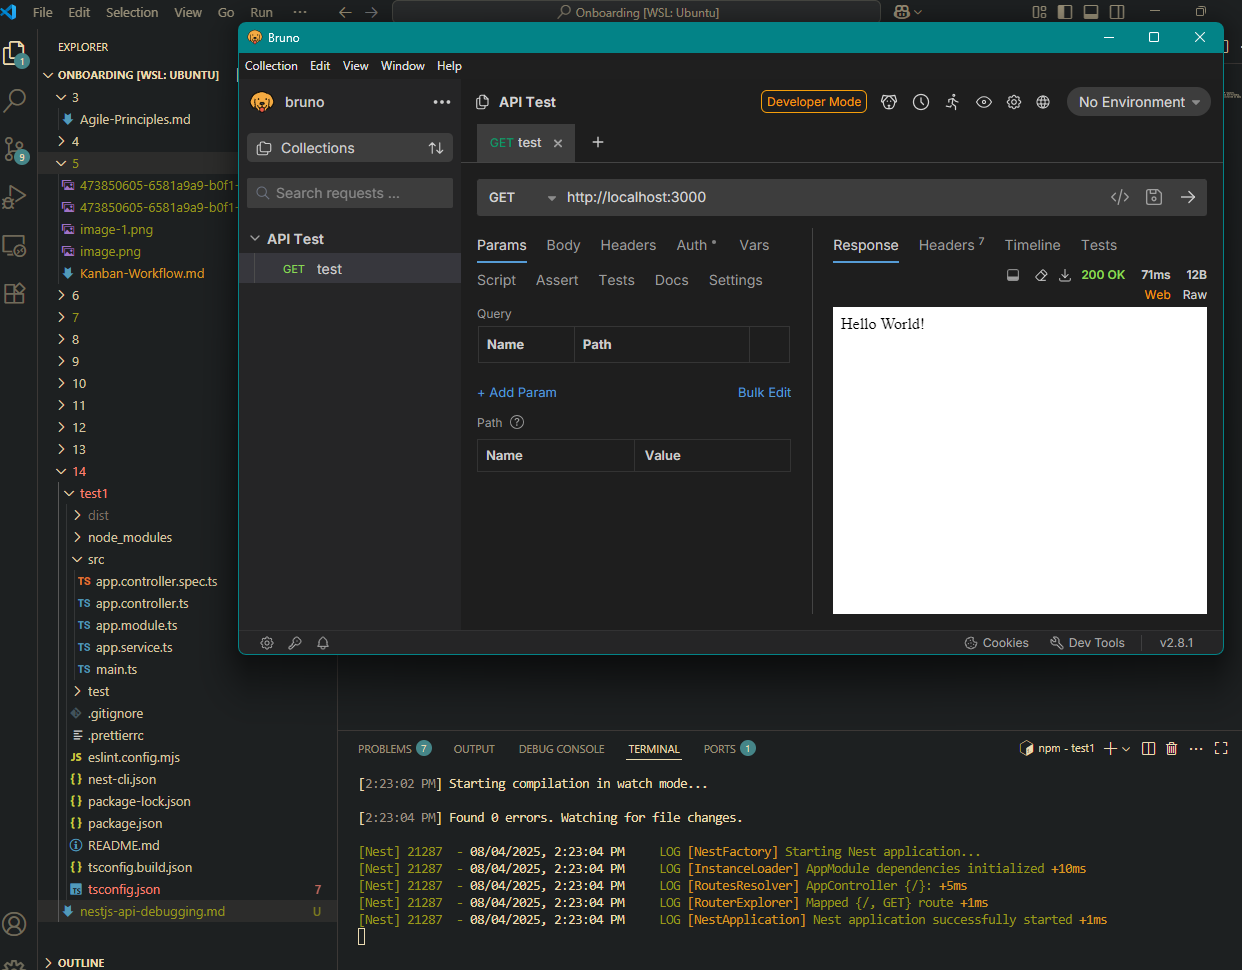 File Edit Selection View Go Run ···
Onboarding [WSL: Ubuntu]
EXPLORER
1
ONBOARDING [WSL: UBUNTU]
3
Agile-Principles.md
4
9
5
473850605-6581a9a9-b0f1-
473850605-6581a9a9-b0f1-
image-1.png
image.png
Kanban-Workflow.md
6
7
8
9
10
11
12
13
14
test1
dist
node_modules
src
TS app.controller.spec.ts
TS app.controller.ts
TS app.module.ts
TS app.service.ts
TS main.ts
test
.gitignore
.prettierrc
JS eslint.config.mjs
{} nest-cli.json
{} package-lock.json
{} package.json
README.md
{} tsconfig.build.json
TS tsconfig.json 7
nestjs-api-debugging.md U
OUTLINE
Bruno
Collection Edit View Window Help
bruno ···
Collections
Search requests ...
API Test
GET test
API Test
Developer Mode
No Environment
GET test
GET http://localhost:3000
Params Body Headers Auth Vars
Script Assert Tests Docs Settings
Query
Name Path
+ Add Param Bulk Edit
Path ?
Name Value
Response Headers 7 Timeline Tests
200 OK 71ms 12B
Web Raw
Hello World!
Cookies Dev Tools v2.8.1
PROBLEMS 7 OUTPUT DEBUG CONSOLE TERMINAL PORTS 1
npm - test1
[2:23:02 PM] Starting compilation in watch mode...
[2:23:04 PM] Found 0 errors. Watching for file changes.
[Nest] 21287 - 08/04/2025, 2:23:04 PM LOG [NestFactory] Starting Nest application...
[Nest] 21287 - 08/04/2025, 2:23:04 PM LOG [InstanceLoader] AppModule dependencies initialized +10ms
[Nest] 21287 - 08/04/2025, 2:23:04 PM LOG [RoutesResolver] AppController {/}: +5ms
[Nest] 21287 - 08/04/2025, 2:23:04 PM LOG [RouterExplorer] Mapped {/, GET} route +1ms
[Nest] 21287 - 08/04/2025, 2:23:04 PM LOG [NestApplication] Nest application successfully started +1ms